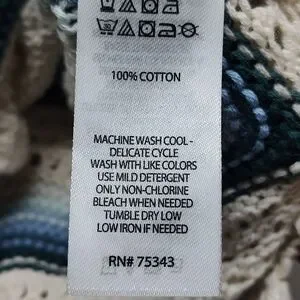 100% COTTON
MACHINE WASH COOL -
DELICATE CYCLE
WASH WITH LIKE COLORS
USE MILD DETERGENT
ONLY NON-CHLORINE
BLEACH WHEN NEEDED
TUMBLE DRY LOW
LOW IRON IF NEEDED
RN# 75343